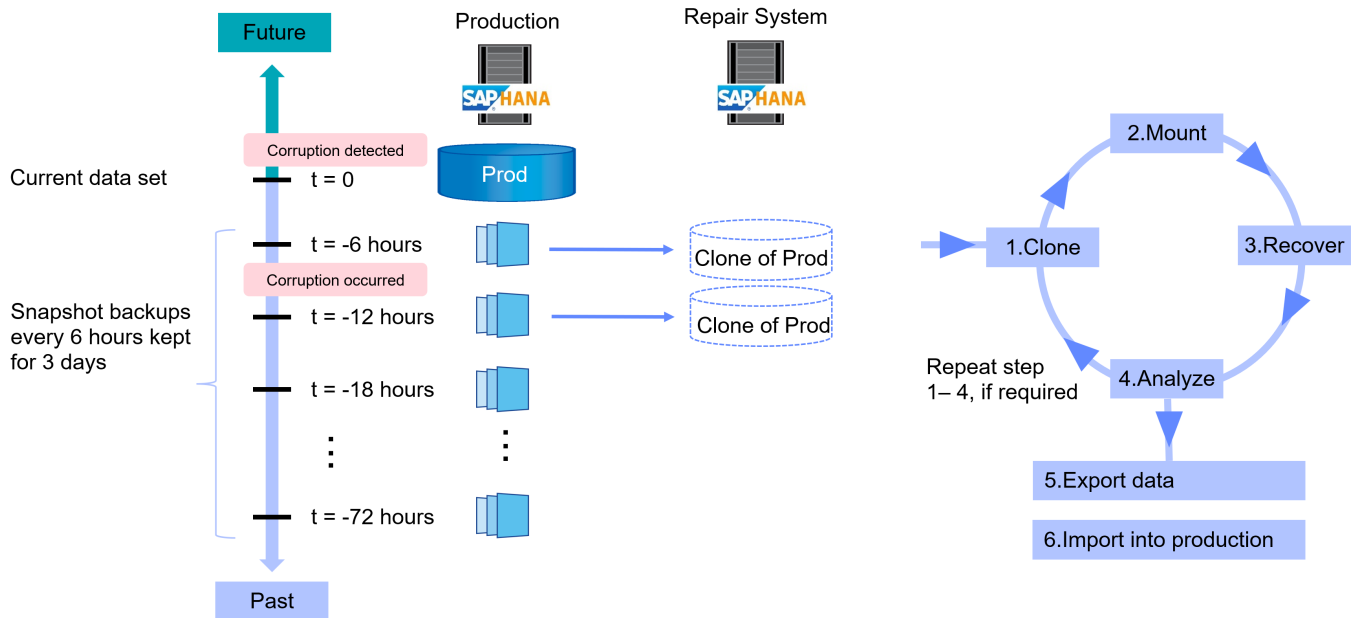 Future
Production
Repair System
SAP HANA
SAP HANA
Corruption detected
Current data set
t = 0
Prod
t = -6 hours
Clone of Prod
Corruption occurred
Snapshot backups
every 6 hours kept
for 3 days
t = -12 hours
Clone of Prod
t = -18 hours
t = -72 hours
Past
1.Clone
2.Mount
3.Recover
4.Analyze
Repeat step
1– 4, if required
5.Export data
6.Import into production